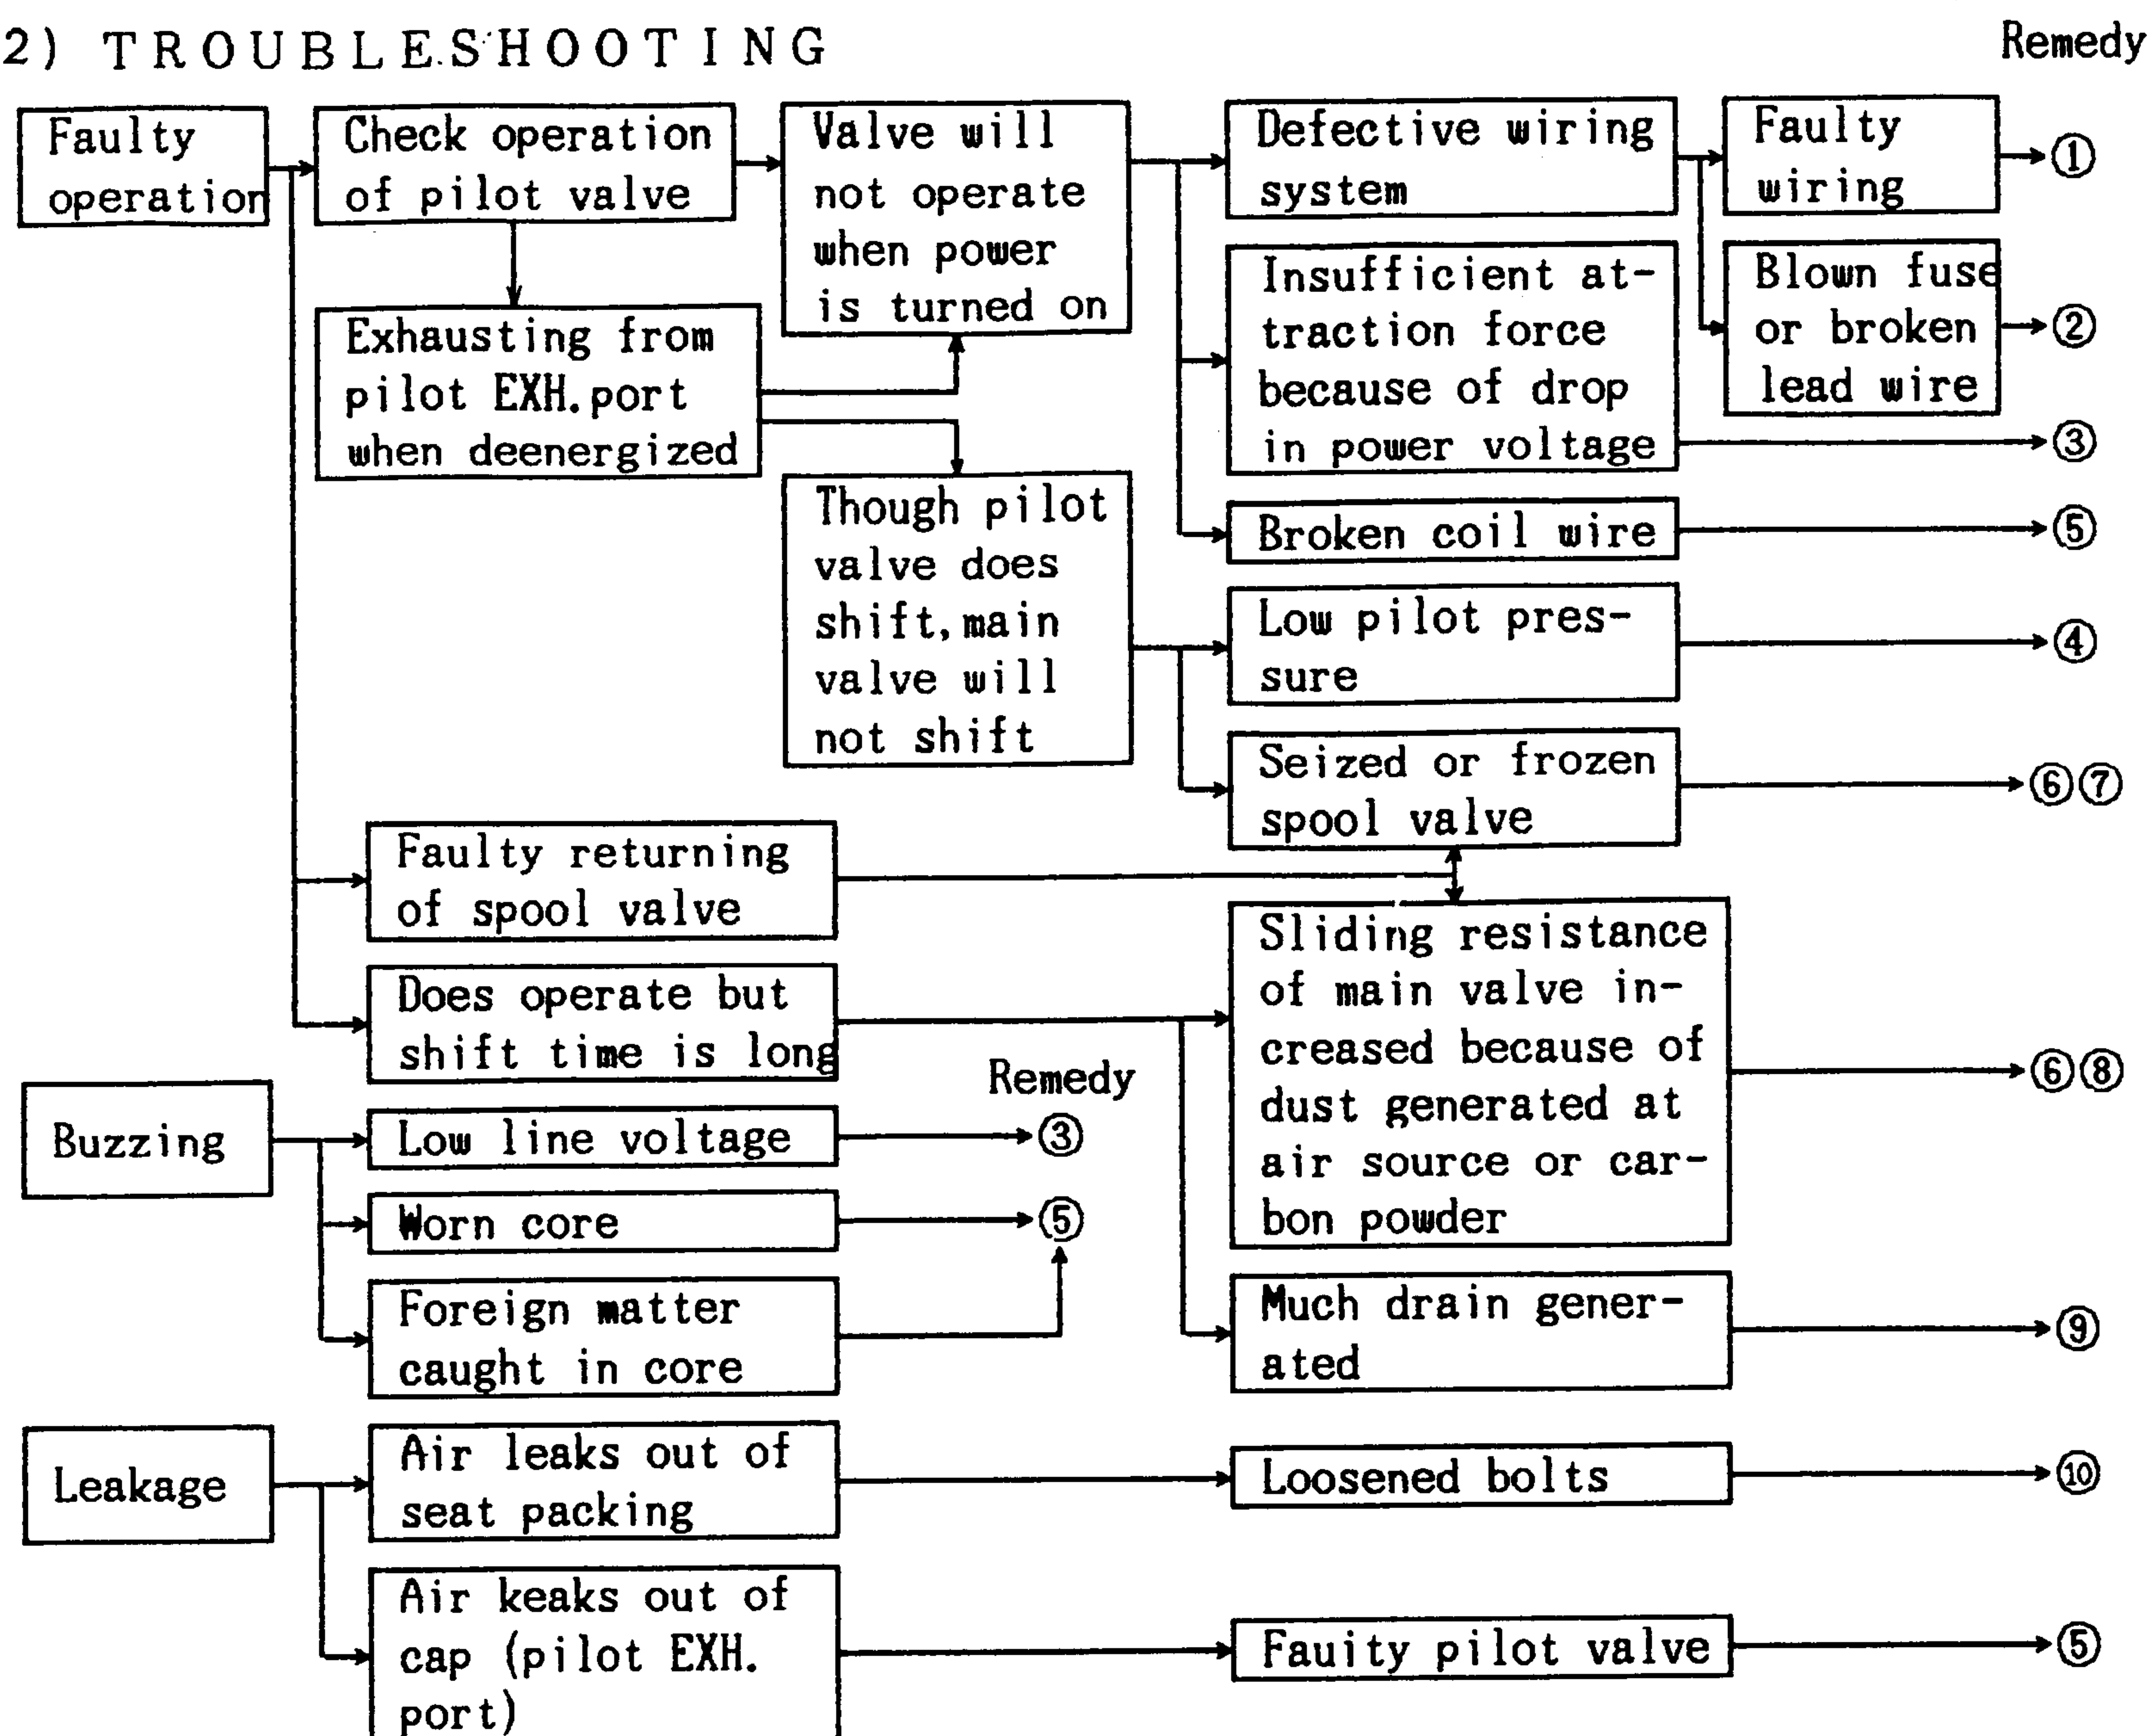 2) TROUBLESHOOTING
Remedy
Faulty
operation
Check operation
of pilot valve
Valve will
not operate
when power
is turned on
Defective wiring
system
Faulty
wiring
①
Blown fuse
or broken
lead wire
②
Exhausting from
pilot EXH.port
when deenergized
Insufficient at-
traction force
because of drop
in power voltage
③
Broken coil wire
⑤
Though pilot
valve does
shift,main
valve will
not shift
Low pilot pres-
sure
④
Seized or frozen
spool valve
⑥⑦
Faulty returning
of spool valve
Does operate but
shift time is long
Sliding resistance
of main valve in-
creased because of
dust generated at
air source or car-
bon powder
⑥⑧
Much drain gener-
ated
⑨
Buzzing
Remedy
Low line voltage
③
Worn core
⑤
Foreign matter
caught in core
Leakage
Air leaks out of
seat packing
Loosened bolts
⑩
Air keaks out of
cap (pilot EXH.
port)
Fauity pilot valve
⑤